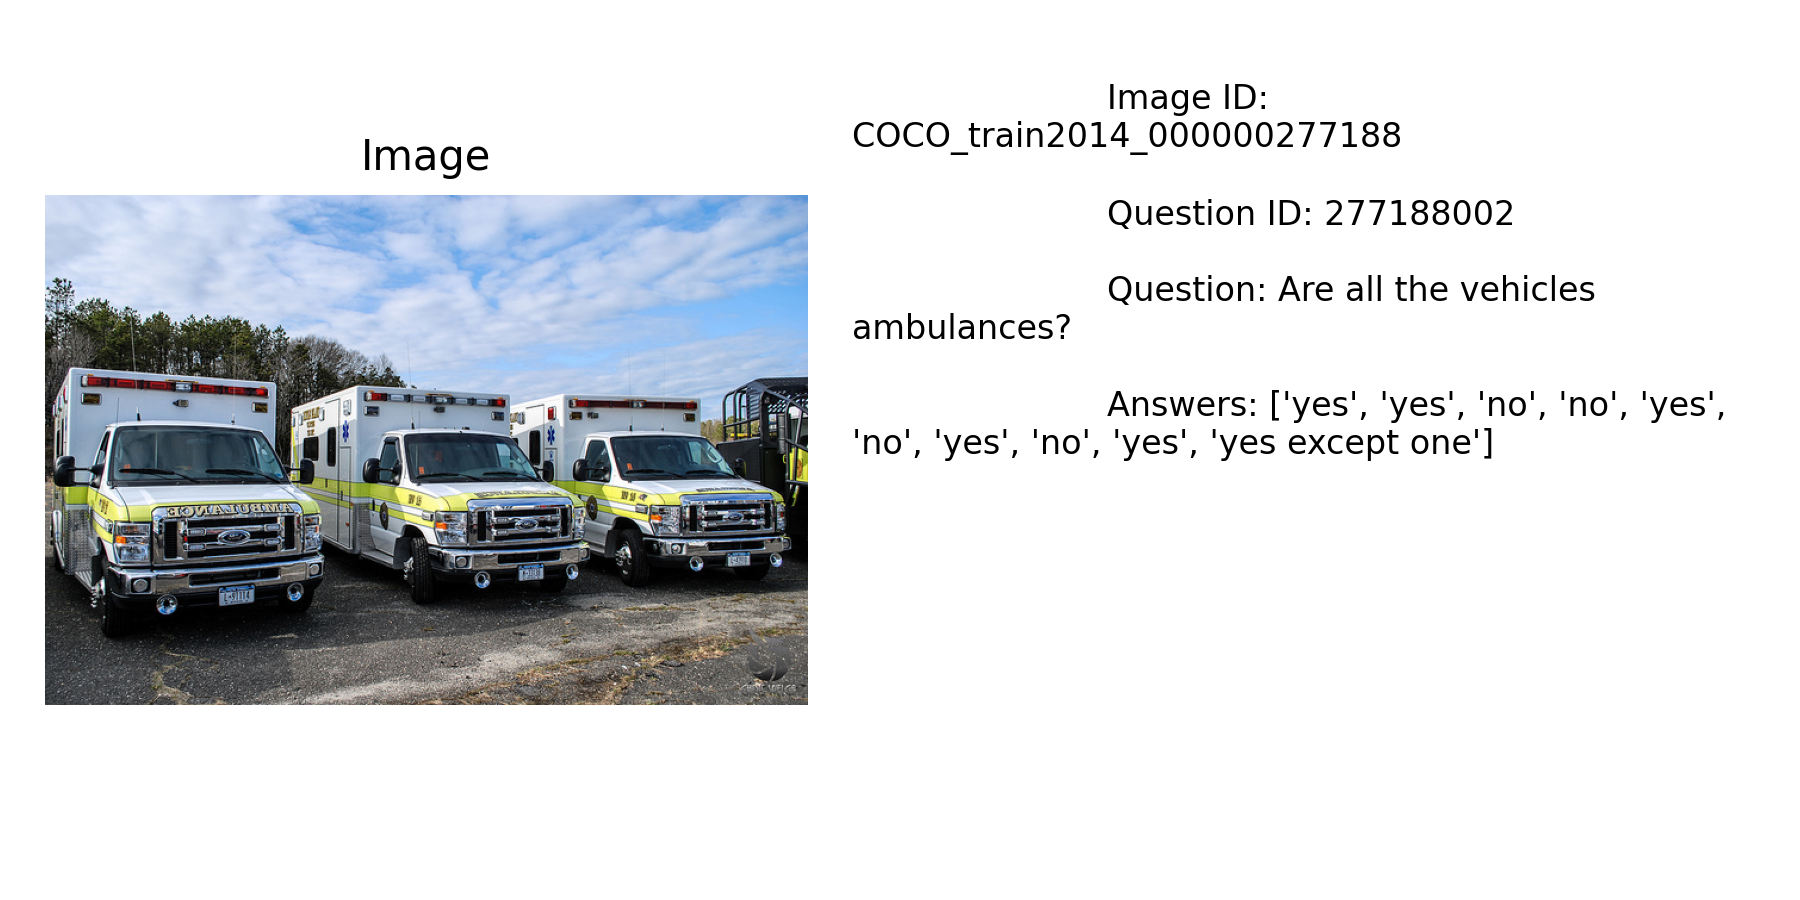 Image
AMBULANCE
Image ID:
COCO_train2014_000000277188
Question ID: 277188002
Question: Are all the vehicles
ambulances?
Answers: ['yes', 'yes', 'no', 'no', 'yes',
'no', 'yes', 'no', 'yes', 'yes except one']